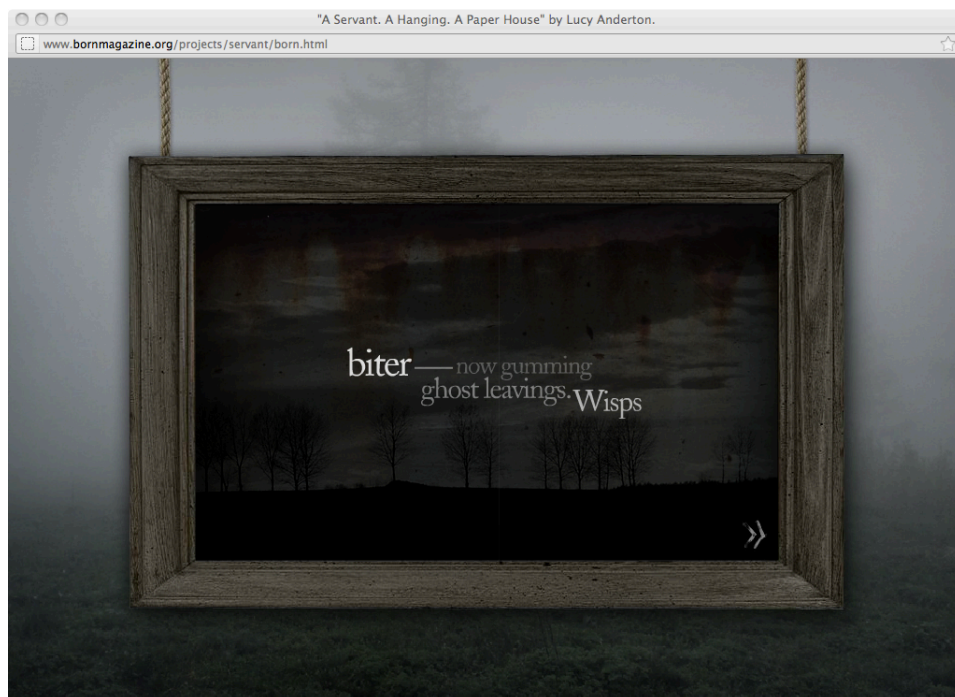 "A Servant. A Hanging. A Paper House" by Lucy Anderton.
www.bornmagazine.org/projects/servant/born.html
biter — now gumming
ghost leavings. Wisps